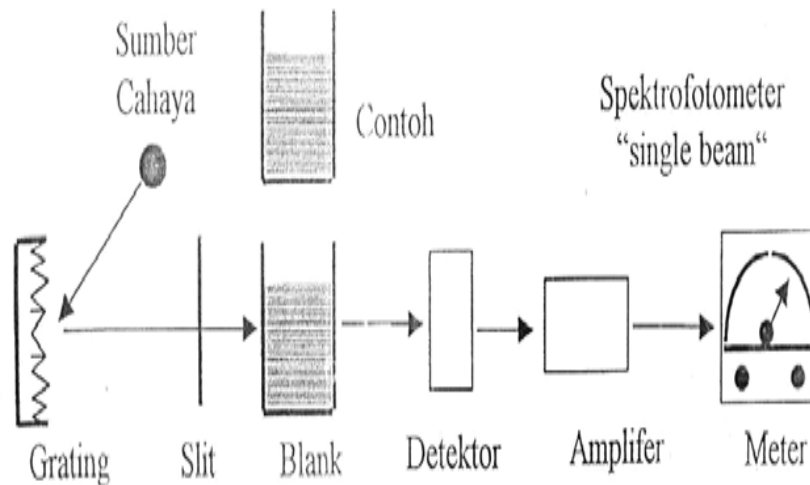 Sumber
Cahaya
Contoh
Spektrofotometer
“single beam“
Grating
Slit
Blank
Detektor
Amplifer
Meter